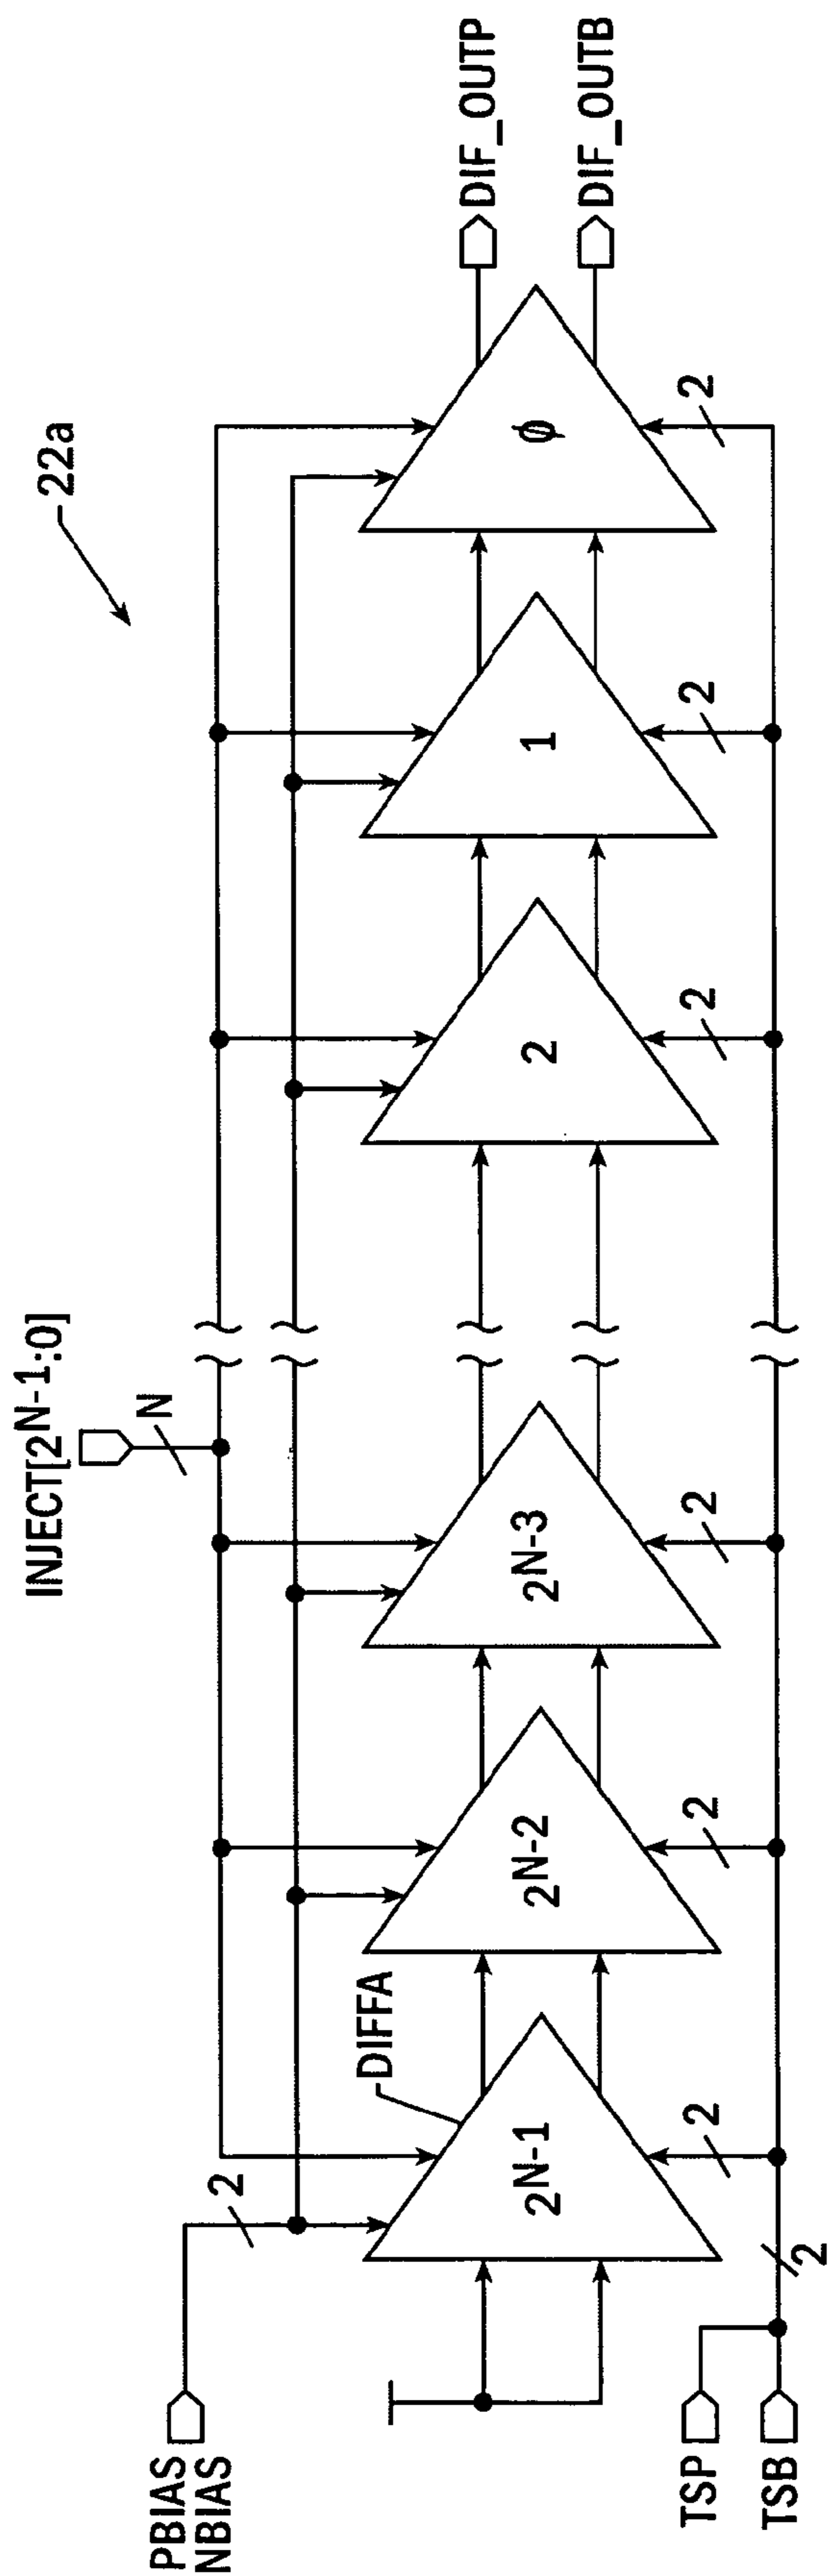 22a
INJECT[2ᴺ⁻¹:0]
N
PBIAS
NBIAS
2
DIFFA
2ᴺ⁻¹
2ᴺ⁻²
2ᴺ⁻³
2
1
ϕ
DIF_OUTP
DIF_OUTB
2
2
2
2
2
2
TSP
TSB
2